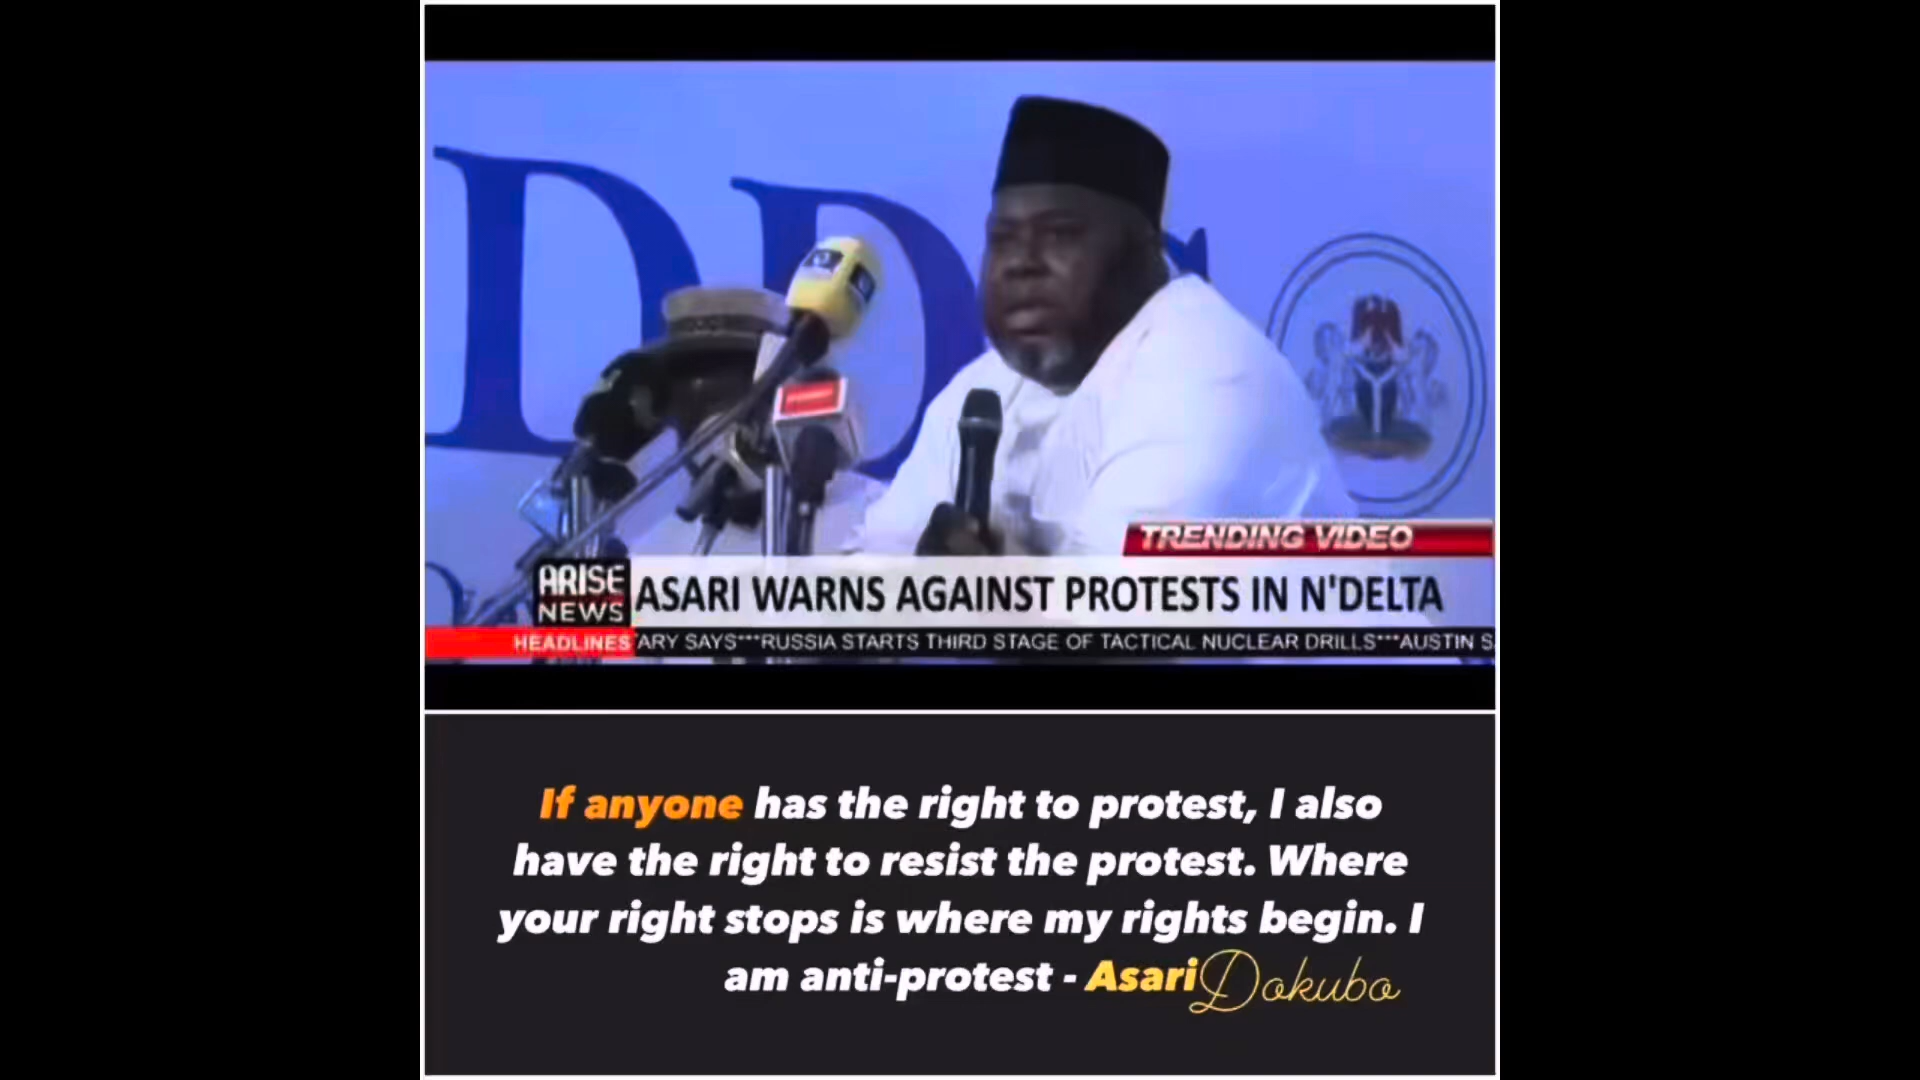 TRENDING VIDEO
ARISE
NEWS
ASARI WARNS AGAINST PROTESTS IN N'DELTA
HEADLINES
ARY SAYS***RUSSIA STARTS THIRD STAGE OF TACTICAL NUCLEAR DRILLS***AUSTIN S
If anyone has the right to protest, I also
have the right to resist the protest. Where
your right stops is where my rights begin. I
am anti-protest - Asari Dokubo